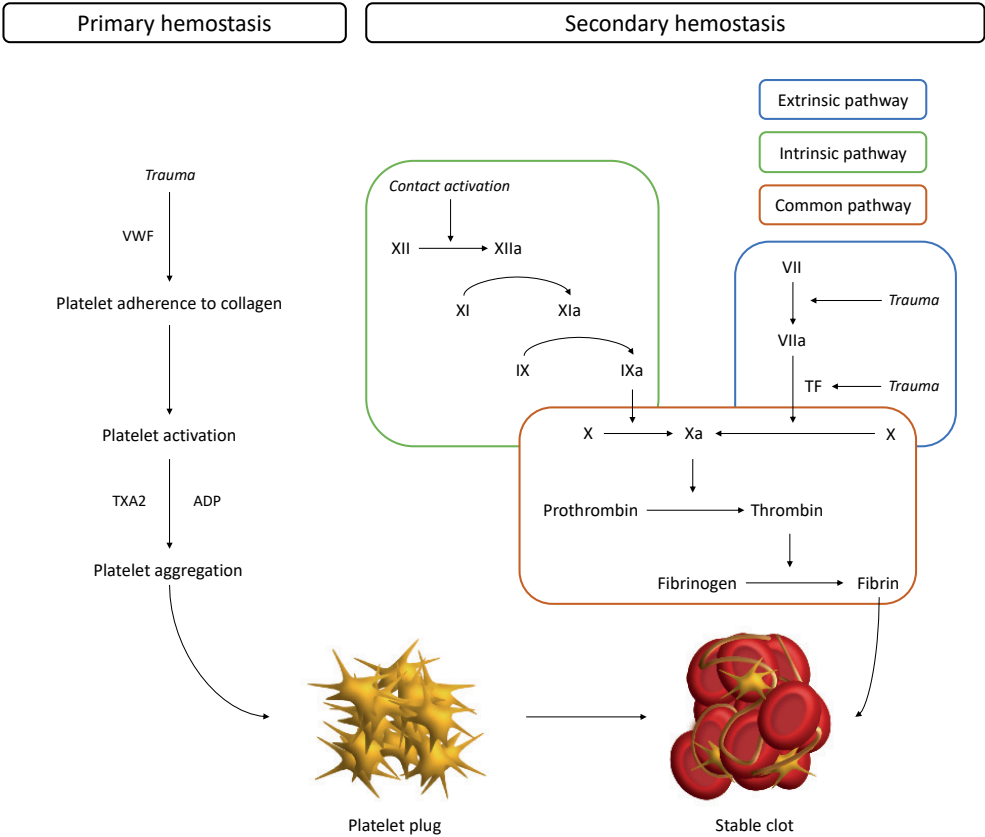 Primary hemostasis
Secondary hemostasis
Extrinsic pathway
Intrinsic pathway
Common pathway
Trauma
VWF
Platelet adherence to collagen
Platelet activation
TXA2 ADP
Platelet aggregation
Contact activation
XII XIIa
XI XIa
IX IXa
VII
Trauma
VIIa
TF Trauma
X Xa X
Prothrombin Thrombin
Fibrinogen Fibrin
Platelet plug
Stable clot